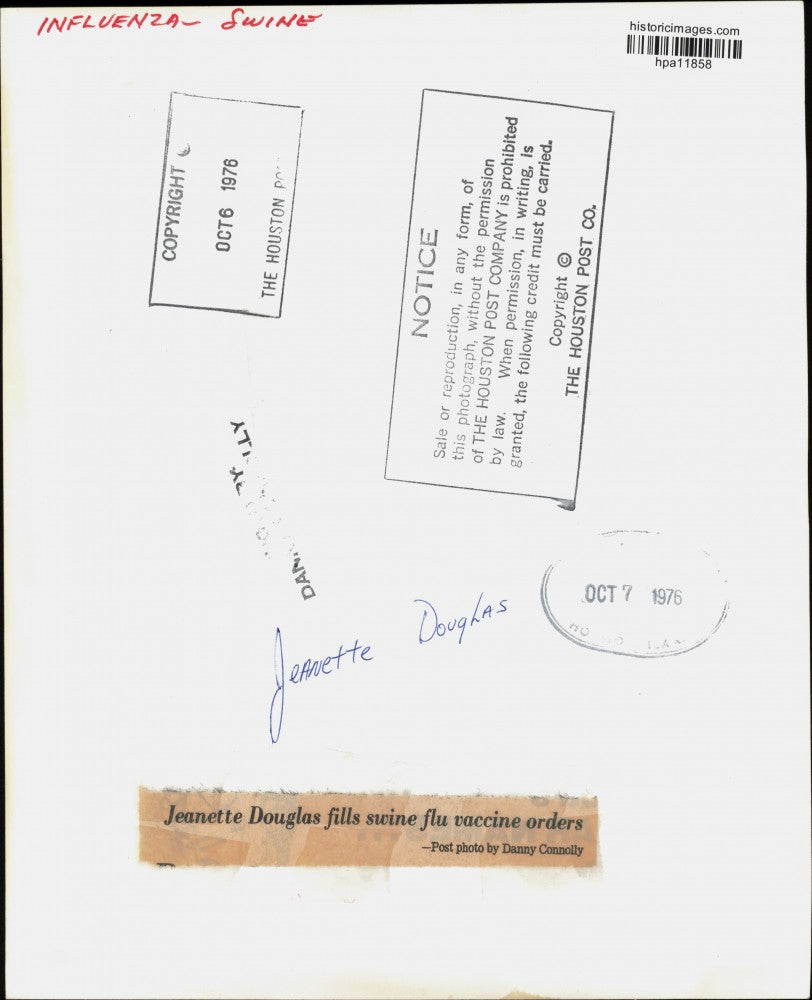 INFLUENZA- SWINE
historicimages.com
hpa11858
COPYRIGHT
OCT6 1976
THE HOUSTON
NOTICE
Sale or reproduction, in any form, of
this photograph, without the permission
of THE HOUSTON POST COMPANY is prohibited
by law. When permission, in writing, is
granted, the following credit must be carried.
Copyright ©
THE HOUSTON POST CO.
OCT 7 1976
Jeanette Douglas
Jeanette Douglas fills swine flu vaccine orders
—Post photo by Danny Connolly